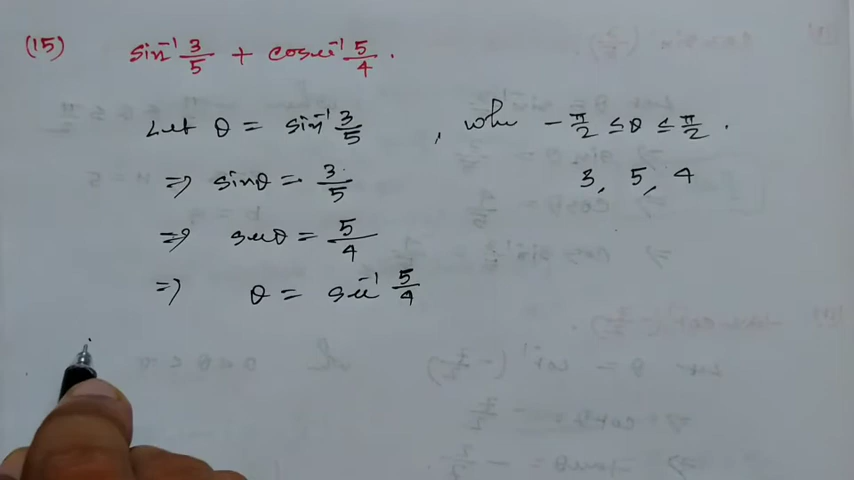 (15) sin⁻¹ 3/5 + cosec⁻¹ 5/4 .
Let θ = sin⁻¹ 3/5 , when - π/2 ≤ θ ≤ π/2 .
⇒ sinθ = 3/5 3, 5, 4
⇒ secθ = 5/4
⇒ θ = sec⁻¹ 5/4